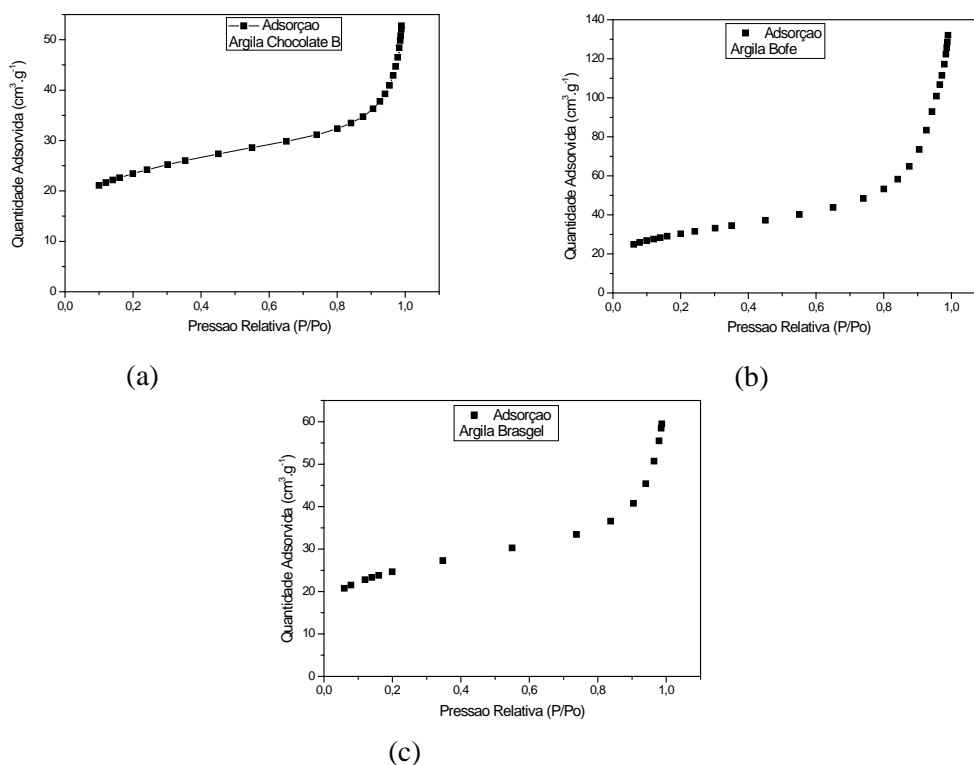 Adsorçao
Argila Chocolate B
Quantidade Adsorvida (cm³.g⁻¹)
50
40
30
20
10
0
0,0 0,2 0,4 0,6 0,8 1,0
Pressao Relativa (P/Po)
(a)
Adsorçao
Argila Bofe
Quantidade Adsorvida (cm³.g⁻¹)
140
120
100
80
60
40
20
0
0,0 0,2 0,4 0,6 0,8 1,0
Pressao Relativa (P/Po)
(b)
Adsorçao
Argila Brasgel
Quantidade Adsorvida (cm³.g⁻¹)
60
50
40
30
20
10
0
0,0 0,2 0,4 0,6 0,8 1,0
Pressao Relativa (P/Po)
(c)